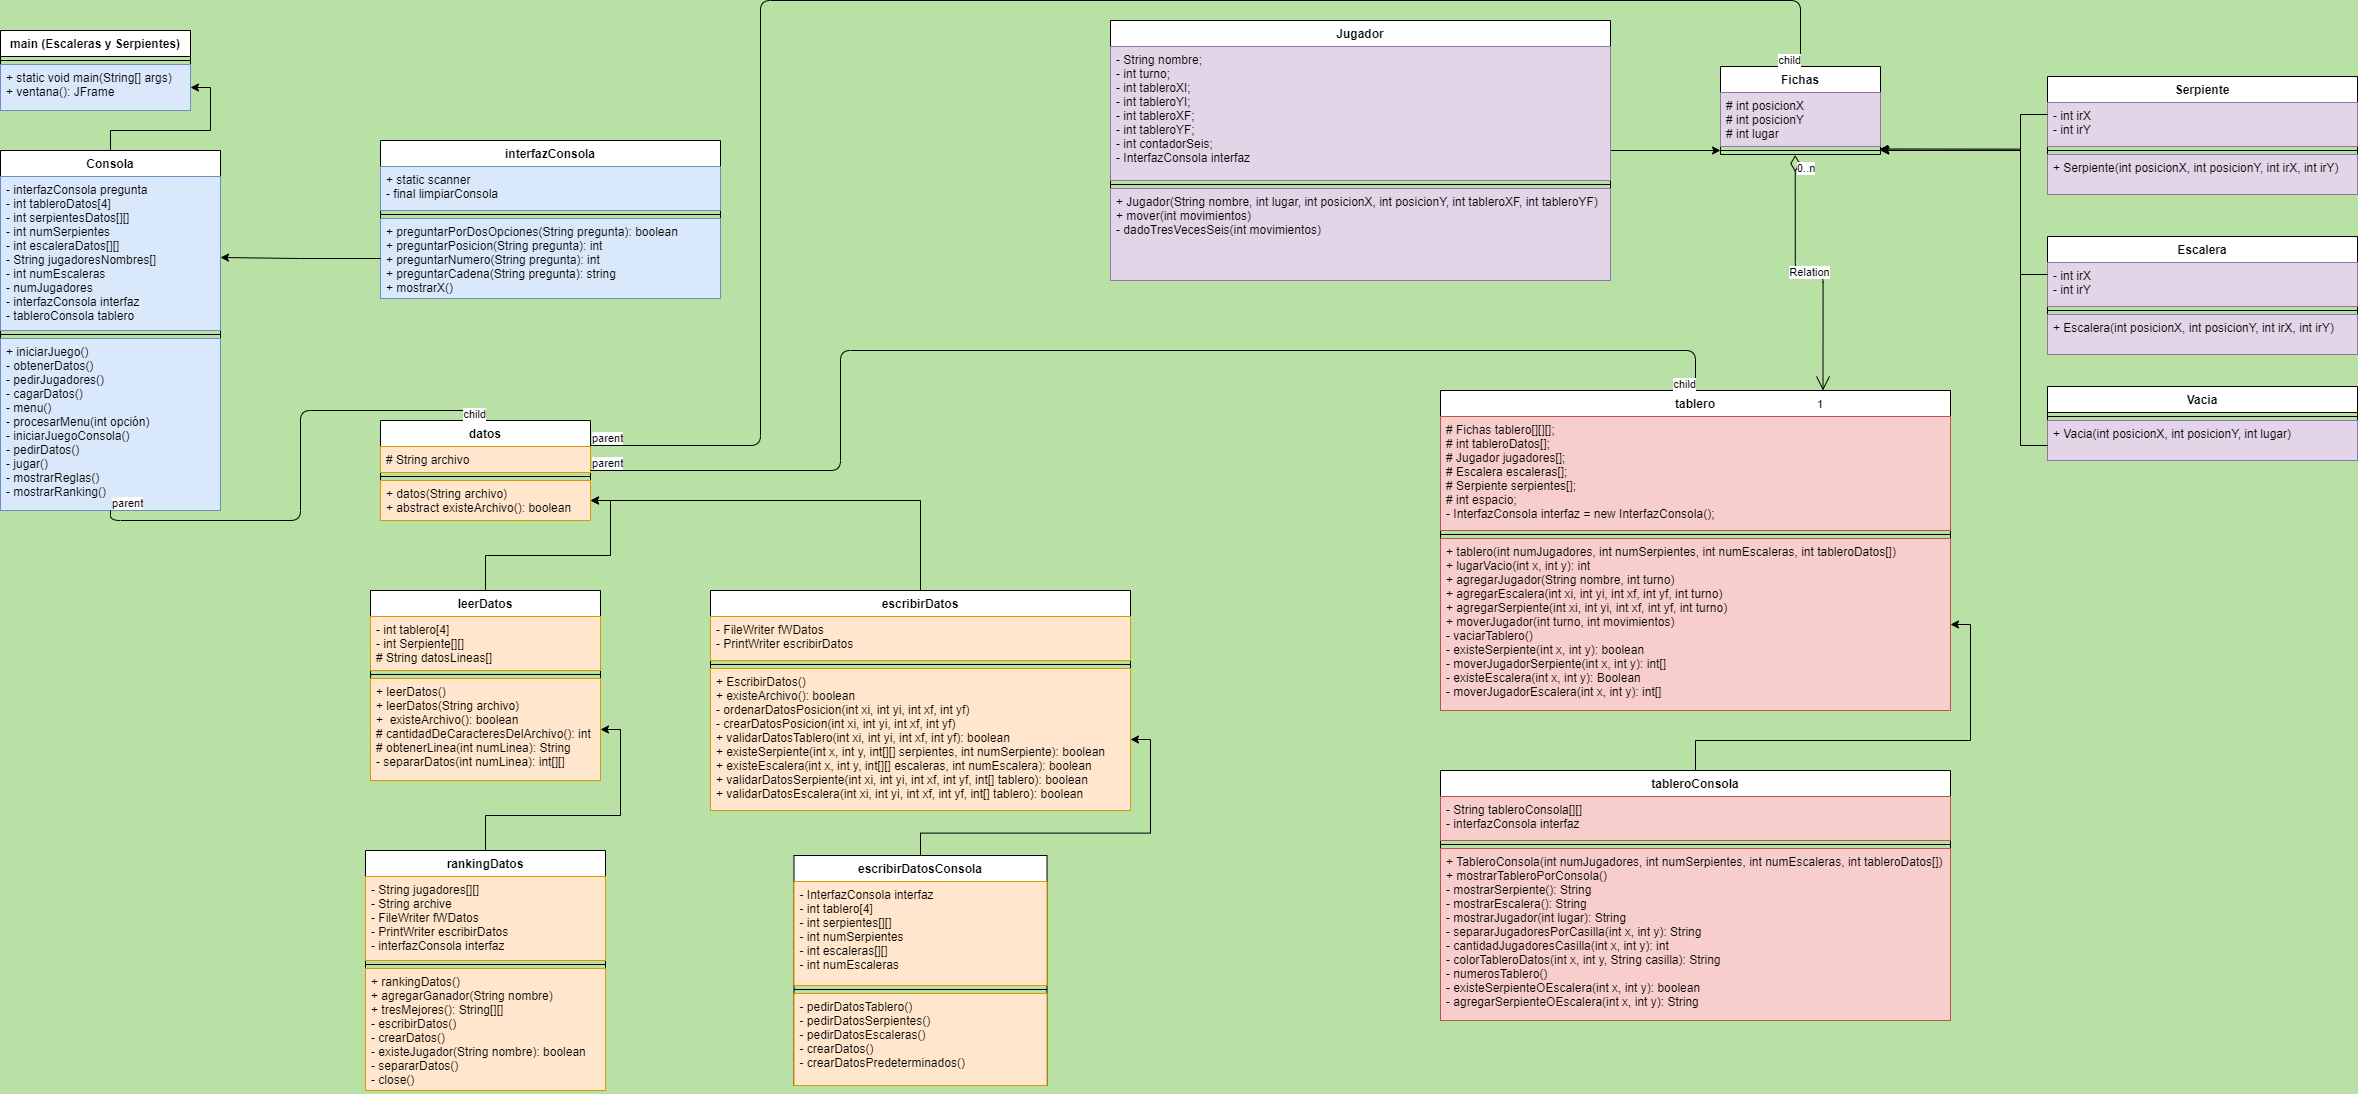 main (Escaleras y Serpientes)
+ static void main(String[] args)
+ ventana(): JFrame
Consola
- interfazConsola pregunta
- int tableroDatos[4]
- int serpientesDatos[][]
- int numSerpientes
- int escaleraDatos[][]
- String jugadoresNombres[]
- int numEscaleras
- numJugadores
- interfazConsola interfaz
- tableroConsola tablero
+ iniciarJuego()
- obtenerDatos()
- pedirJugadores()
- cagarDatos()
- menu()
- procesarMenu(int opción)
- iniciarJuegoConsola()
- pedirDatos()
- jugar()
- mostrarReglas()
- mostrarRanking()
parent
interfazConsola
+ static scanner
- final limpiarConsola
+ preguntarPorDosOpciones(String pregunta): boolean
+ preguntarPosicion(String pregunta): int
+ preguntarNumero(String pregunta): int
+ preguntarCadena(String pregunta): string
+ mostrarX()
child
datos
# String archivo
+ datos(String archivo)
+ abstract existeArchivo(): boolean
parent
parent
leerDatos
- int tablero[4]
- int Serpiente[][]
# String datosLineas[]
+ leerDatos()
+ leerDatos(String archivo)
+  existeArchivo(): boolean
# cantidadDeCaracteresDelArchivo(): int
# obtenerLinea(int numLinea): String
- separarDatos(int numLinea): int[][]
rankingDatos
- String jugadores[][]
- String archive
- FileWriter fWDatos
- PrintWriter escribirDatos
- interfazConsola interfaz
+ rankingDatos()
+ agregarGanador(String nombre)
+ tresMejores(): String[][]
- escribirDatos()
- crearDatos()
- existeJugador(String nombre): boolean
- separarDatos()
- close()
escribirDatos
- FileWriter fWDatos
- PrintWriter escribirDatos
+ EscribirDatos()
+ existeArchivo(): boolean
- ordenarDatosPosicion(int xi, int yi, int xf, int yf)
- crearDatosPosicion(int xi, int yi, int xf, int yf)
+ validarDatosTablero(int xi, int yi, int xf, int yf): boolean
+ existeSerpiente(int x, int y, int[][] serpientes, int numSerpiente): boolean
+ existeEscalera(int x, int y, int[][] escaleras, int numEscalera): boolean
+ validarDatosSerpiente(int xi, int yi, int xf, int yf, int[] tablero): boolean
+ validarDatosEscalera(int xi, int yi, int xf, int yf, int[] tablero): boolean
escribirDatosConsola
- InterfazConsola interfaz
- int tablero[4]
- int serpientes[][]
- int numSerpientes
- int escaleras[][]
- int numEscaleras
- pedirDatosTablero()
- pedirDatosSerpientes()
- pedirDatosEscaleras()
- crearDatos()
- crearDatosPredeterminados()
Jugador
- String nombre;
- int turno;
- int tableroXI;
- int tableroYI;
- int tableroXF;
- int tableroYF;
- int contadorSeis;
- InterfazConsola interfaz
+ Jugador(String nombre, int lugar, int posicionX, int posicionY, int tableroXF, int tableroYF)
+ mover(int movimientos)
- dadoTresVecesSeis(int movimientos)
child
Fichas
# int posicionX
# int posicionY
# int lugar
0..n
Relation
Serpiente
- int irX
- int irY
+ Serpiente(int posicionX, int posicionY, int irX, int irY)
Escalera
- int irX
- int irY
+ Escalera(int posicionX, int posicionY, int irX, int irY)
Vacia
+ Vacia(int posicionX, int posicionY, int lugar)
child
tablero
1
# Fichas tablero[][][];
# int tableroDatos[];
# Jugador jugadores[];
# Escalera escaleras[];
# Serpiente serpientes[];
# int espacio;
- InterfazConsola interfaz = new InterfazConsola();
+ tablero(int numJugadores, int numSerpientes, int numEscaleras, int tableroDatos[])
+ lugarVacio(int x, int y): int
+ agregarJugador(String nombre, int turno)
+ agregarEscalera(int xi, int yi, int xf, int yf, int turno)
+ agregarSerpiente(int xi, int yi, int xf, int yf, int turno)
+ moverJugador(int turno, int movimientos)
- vaciarTablero()
- existeSerpiente(int x, int y): boolean
- moverJugadorSerpiente(int x, int y): int[]
- existeEscalera(int x, int y): Boolean
- moverJugadorEscalera(int x, int y): int[]
tableroConsola
- String tableroConsola[][]
- interfazConsola interfaz
+ TableroConsola(int numJugadores, int numSerpientes, int numEscaleras, int tableroDatos[])
+ mostrarTableroPorConsola()
- mostrarSerpiente(): String
- mostrarEscalera(): String
- mostrarJugador(int lugar): String
- separarJugadoresPorCasilla(int x, int y): String
- cantidadJugadoresCasilla(int x, int y): int
- colorTableroDatos(int x, int y, String casilla): String
- numerosTablero()
- existeSerpienteOEscalera(int x, int y): boolean
- agregarSerpienteOEscalera(int x, int y): String